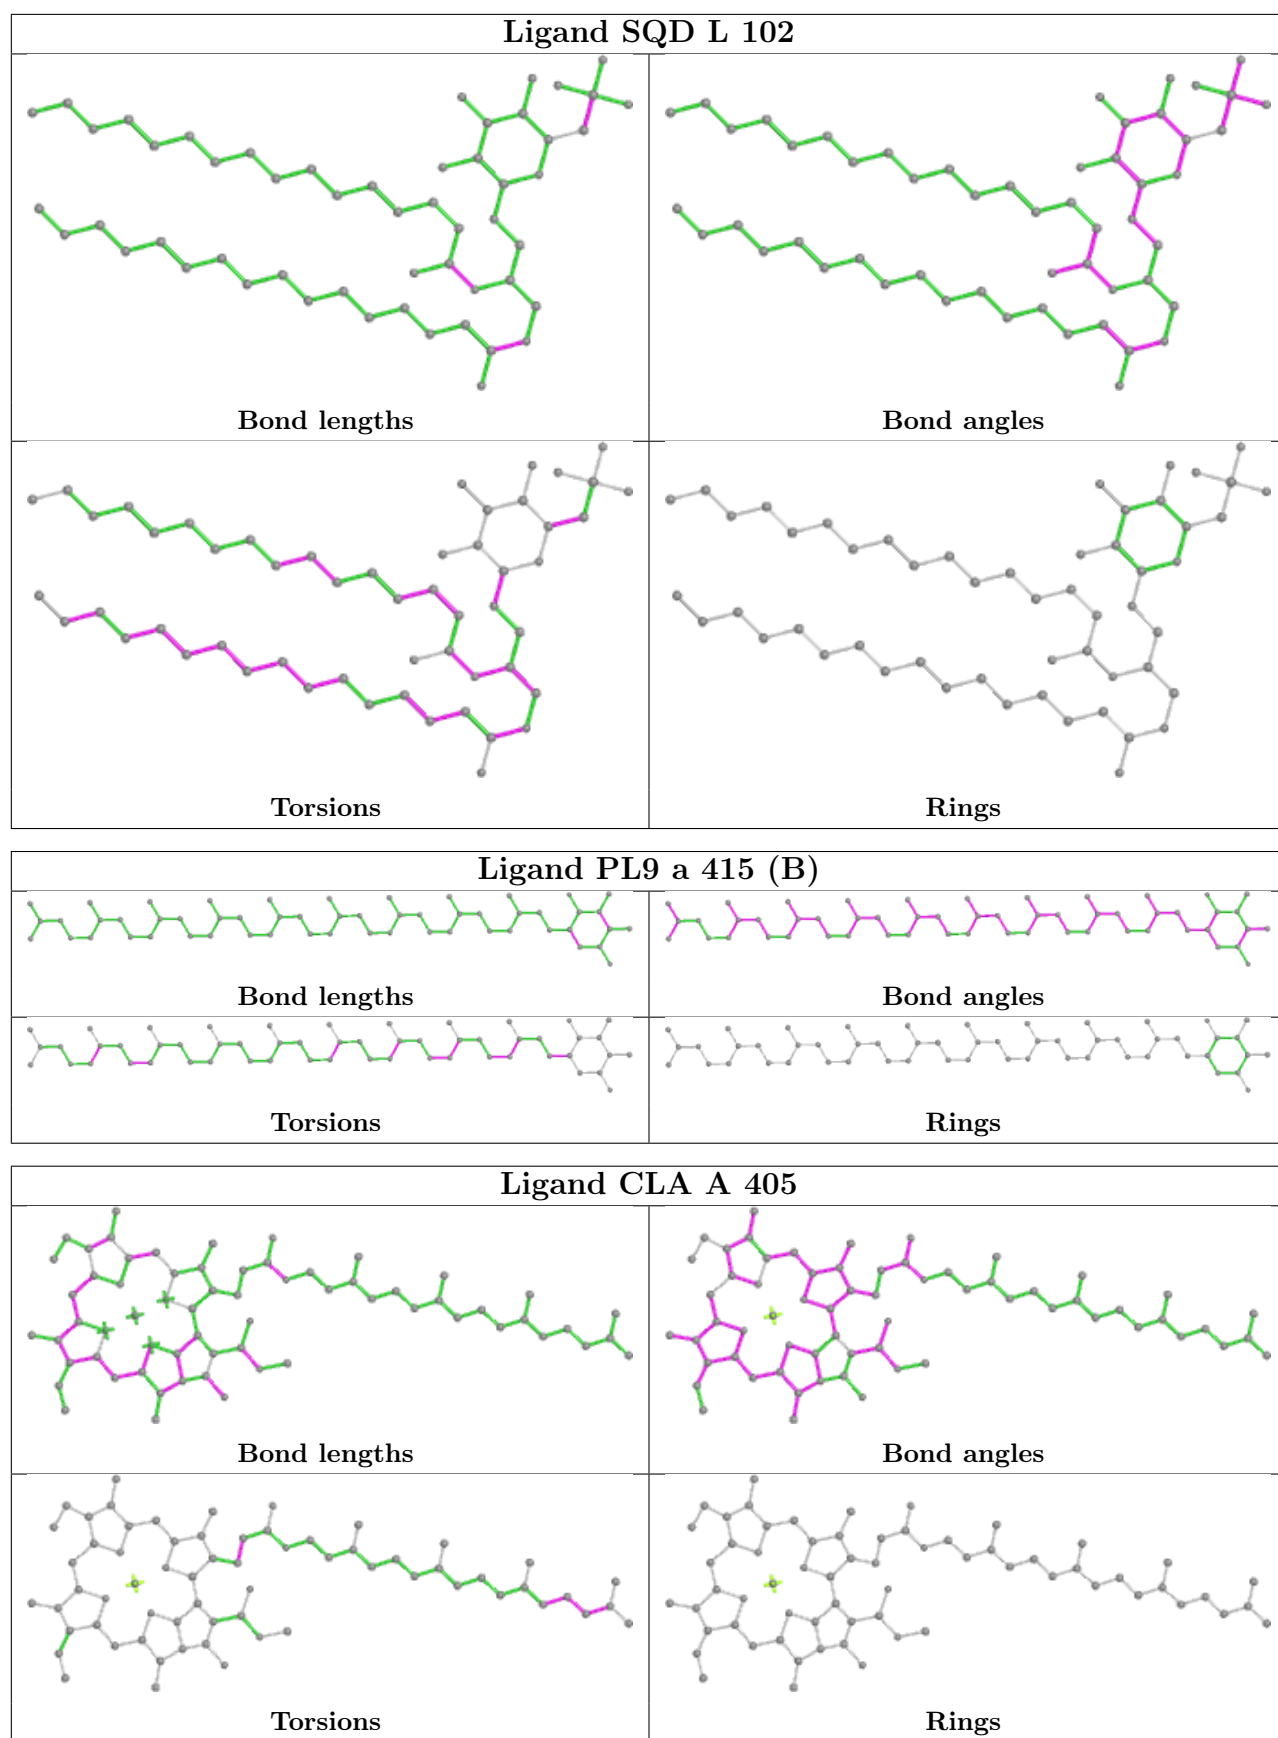 Ligand SQD L 102
Bond lengths
Bond angles
Torsions
Rings
Ligand PL9 a 415 (B)
Bond lengths
Bond angles
Torsions
Rings
Ligand CLA A 405
Bond lengths
Bond angles
Torsions
Rings